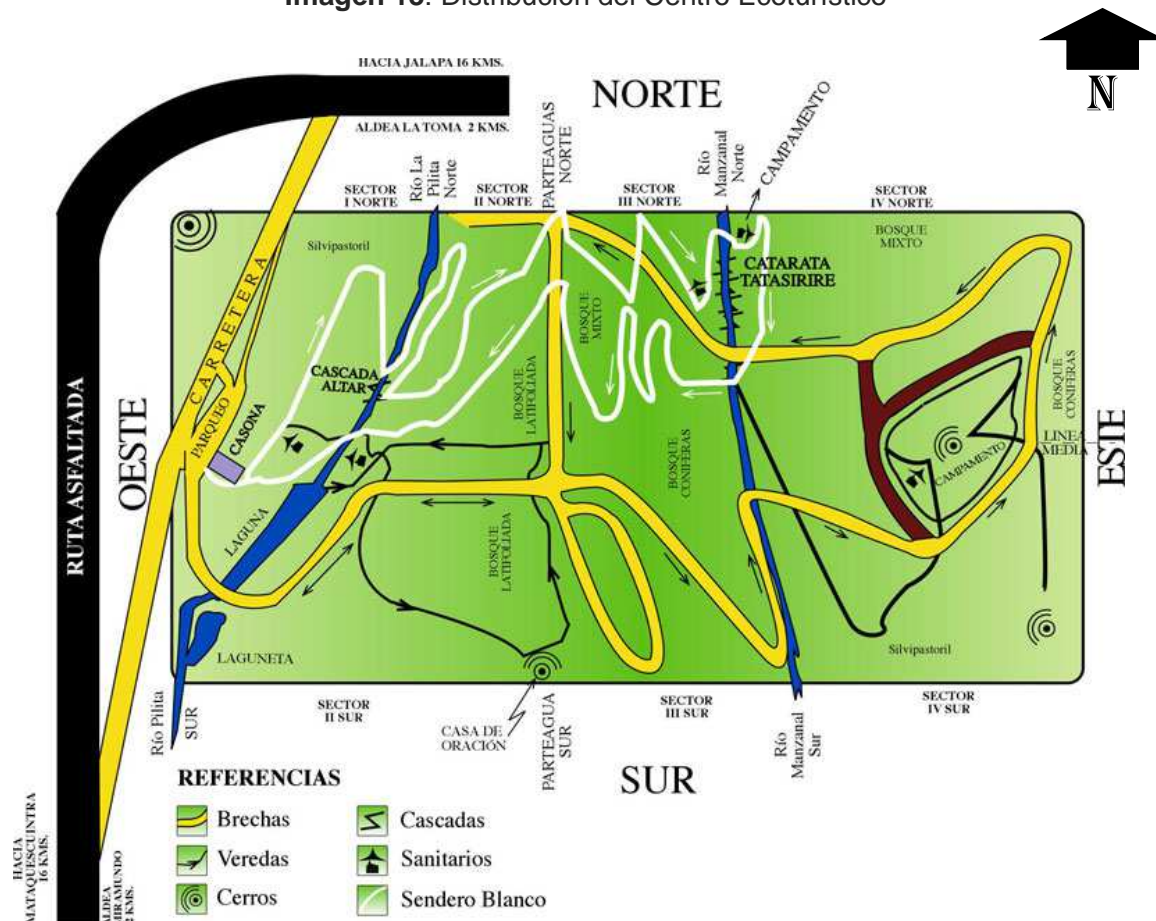 Imagen 16: Distribución del Centro Ecoturístico
HACIA JALAPA 16 KMS.
ALDEA LA TOMA 2 KMS.
NORTE
N
CAMPAMENTO
PARTEAGUAS
NORTE
Río La
Pilita
Norte
Río
Manzanal
Norte
SECTOR
I NORTE
SECTOR
II NORTE
SECTOR
III NORTE
SECTOR
IV NORTE
Silvipastoril
BOSQUE
MIXTO
CATARATA
TATASIRIRE
BOSQUE
MIXTO
CARRETERA
CASCADA
ALTAR
BOSQUE
LATIFOLIADA
BOSQUE
CONIFERAS
PARQUEO
CASONA
OESTE
RUTA ASFALTADA
BOSQUE
CONIFERAS
LINEA
MEDIA
ESTE
CAMPAMENTO
LAGUNA
BOSQUE
LATIFOLIADA
LAGUNETA
Silvipastoril
Río Pilita
SUR
SECTOR
II SUR
CASA DE
ORACIÓN
PARTEAGUA
SUR
SECTOR
III SUR
Río
Manzanal
Sur
SECTOR
IV SUR
SUR
REFERENCIAS
Brechas
Cascadas
Veredas
Sanitarios
Cerros
Sendero Blanco
HACIA
MATAQUESCUINTRA
16 KMS.
ALDEA
MIRAMUNDO
2 KMS.